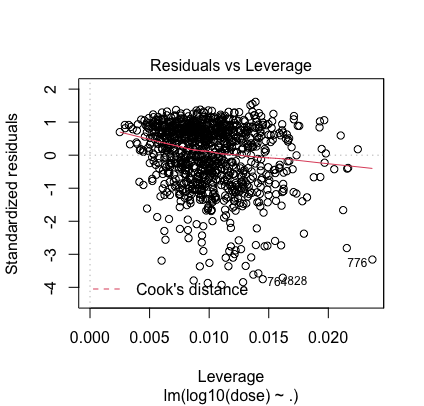 Residuals vs Leverage
Standardized residuals
2
1
0
-1
-2
-3
-4
776
764828
Cook's distance
0.000 0.005 0.010 0.015 0.020
Leverage
lm(log10(dose) ~ .)